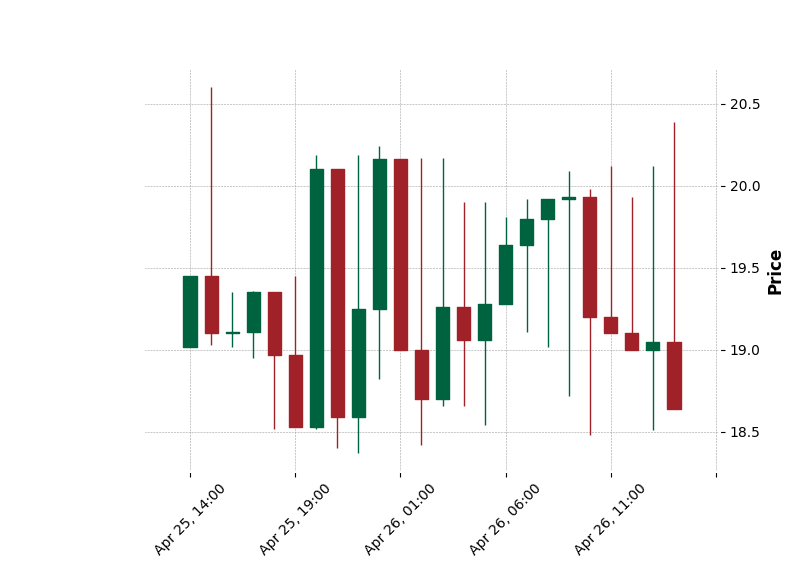 20.5
20.0
19.5
19.0
18.5
Price
Apr 25, 14:00
Apr 25, 19:00
Apr 26, 01:00
Apr 26, 06:00
Apr 26, 11:00